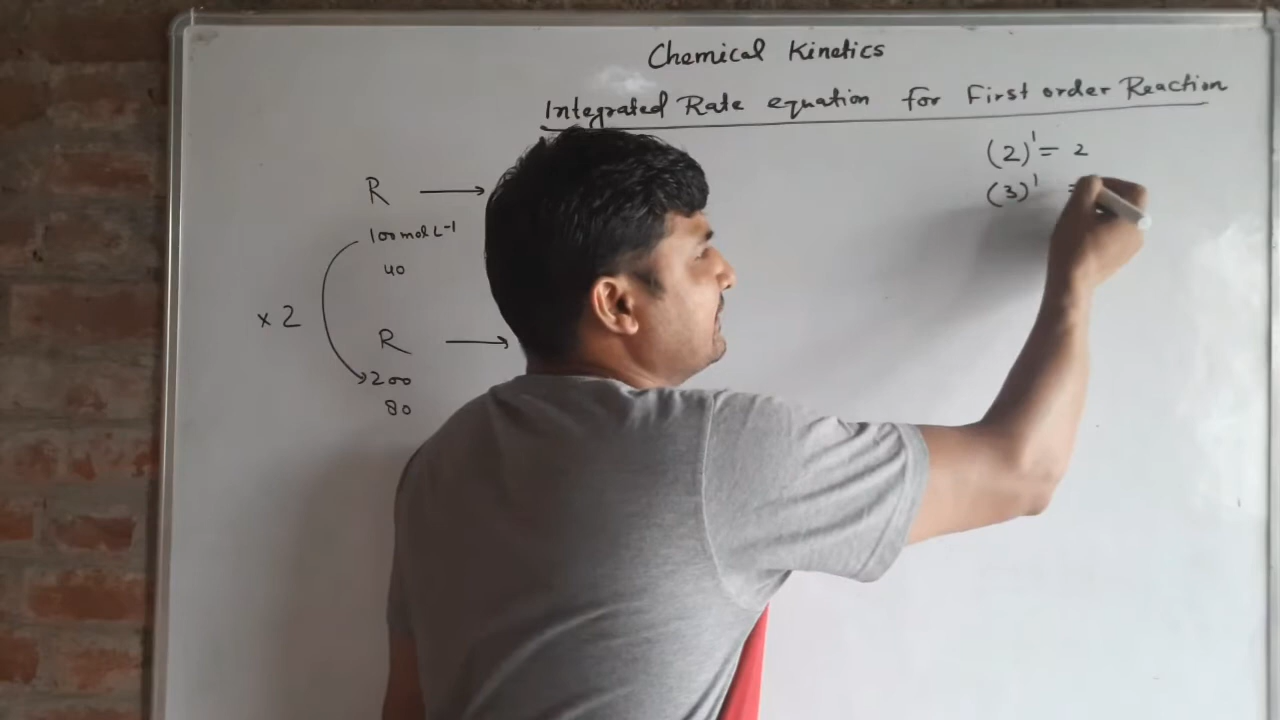 Chemical Kinetics
Integrated Rate equation for First order Reaction
(2)¹ = 2
(3)¹ =
R →
100 mol L⁻¹
40
× 2
R →
200
80